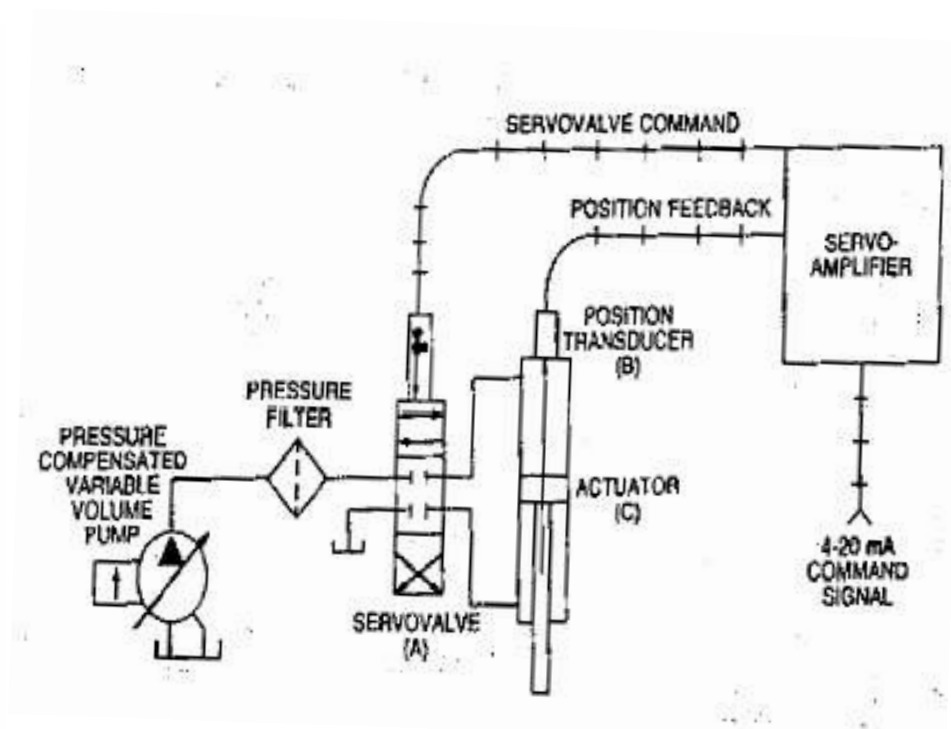 SERVOVALVE COMMAND
POSITION FEEDBACK
SERVO-
AMPLIFIER
POSITION
TRANSDUCER
(B)
PRESSURE
FILTER
PRESSURE
COMPENSATED
VARIABLE
VOLUME
PUMP
ACTUATOR
(C)
4-20 mA
COMMAND
SIGNAL
SERVOVALVE
(A)